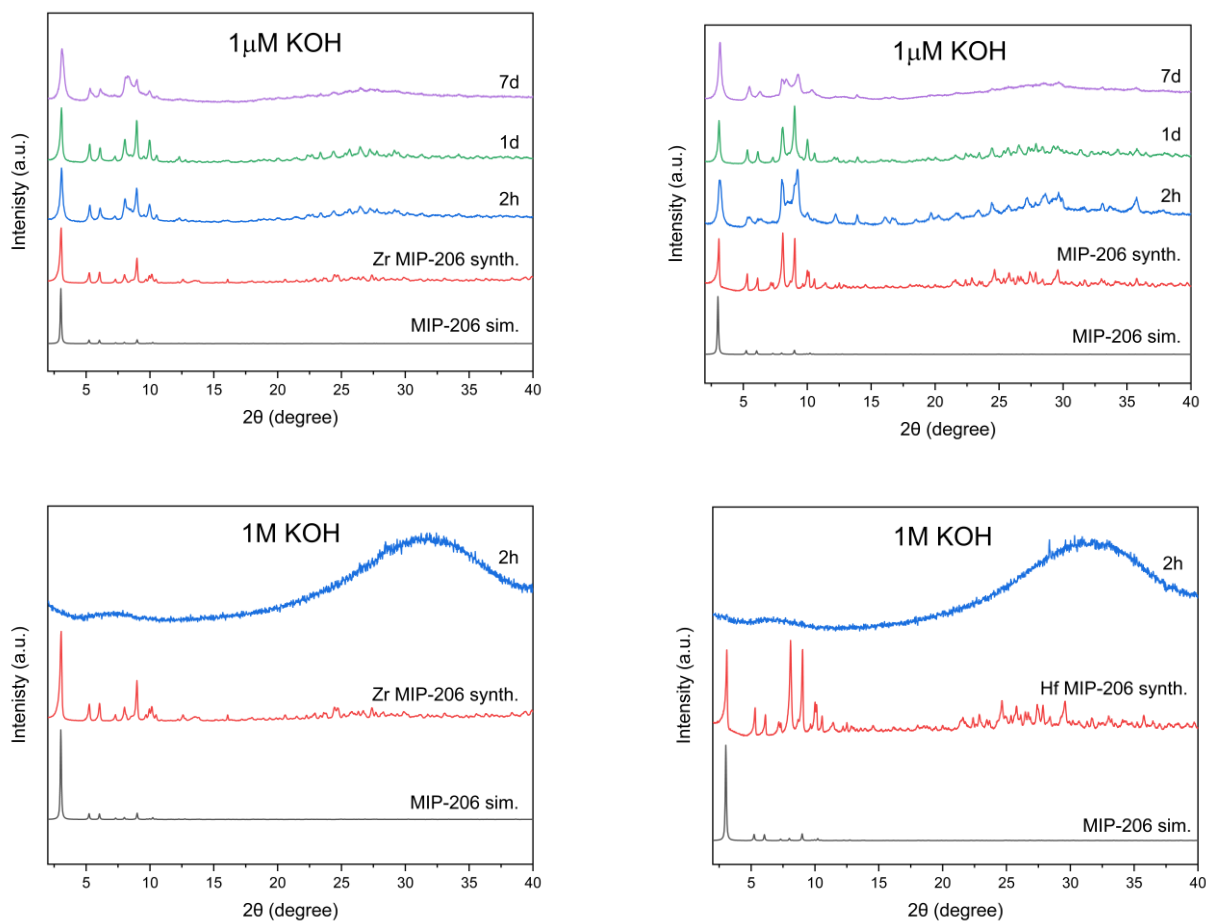 1μM KOH
7d
1d
2h
Zr MIP-206 synth.
MIP-206 sim.
Intenisty (a.u.)
5 10 15 20 25 30 35 40
2θ (degree)
1μM KOH
7d
1d
2h
MIP-206 synth.
MIP-206 sim.
Intensity (a.u.)
5 10 15 20 25 30 35 40
2θ (degree)
1M KOH
2h
Zr MIP-206 synth.
MIP-206 sim.
Intenisty (a.u.)
5 10 15 20 25 30 35 40
2θ (degree)
1M KOH
2h
Hf MIP-206 synth.
MIP-206 sim.
Intensity (a.u.)
5 10 15 20 25 30 35 40
2θ (degree)